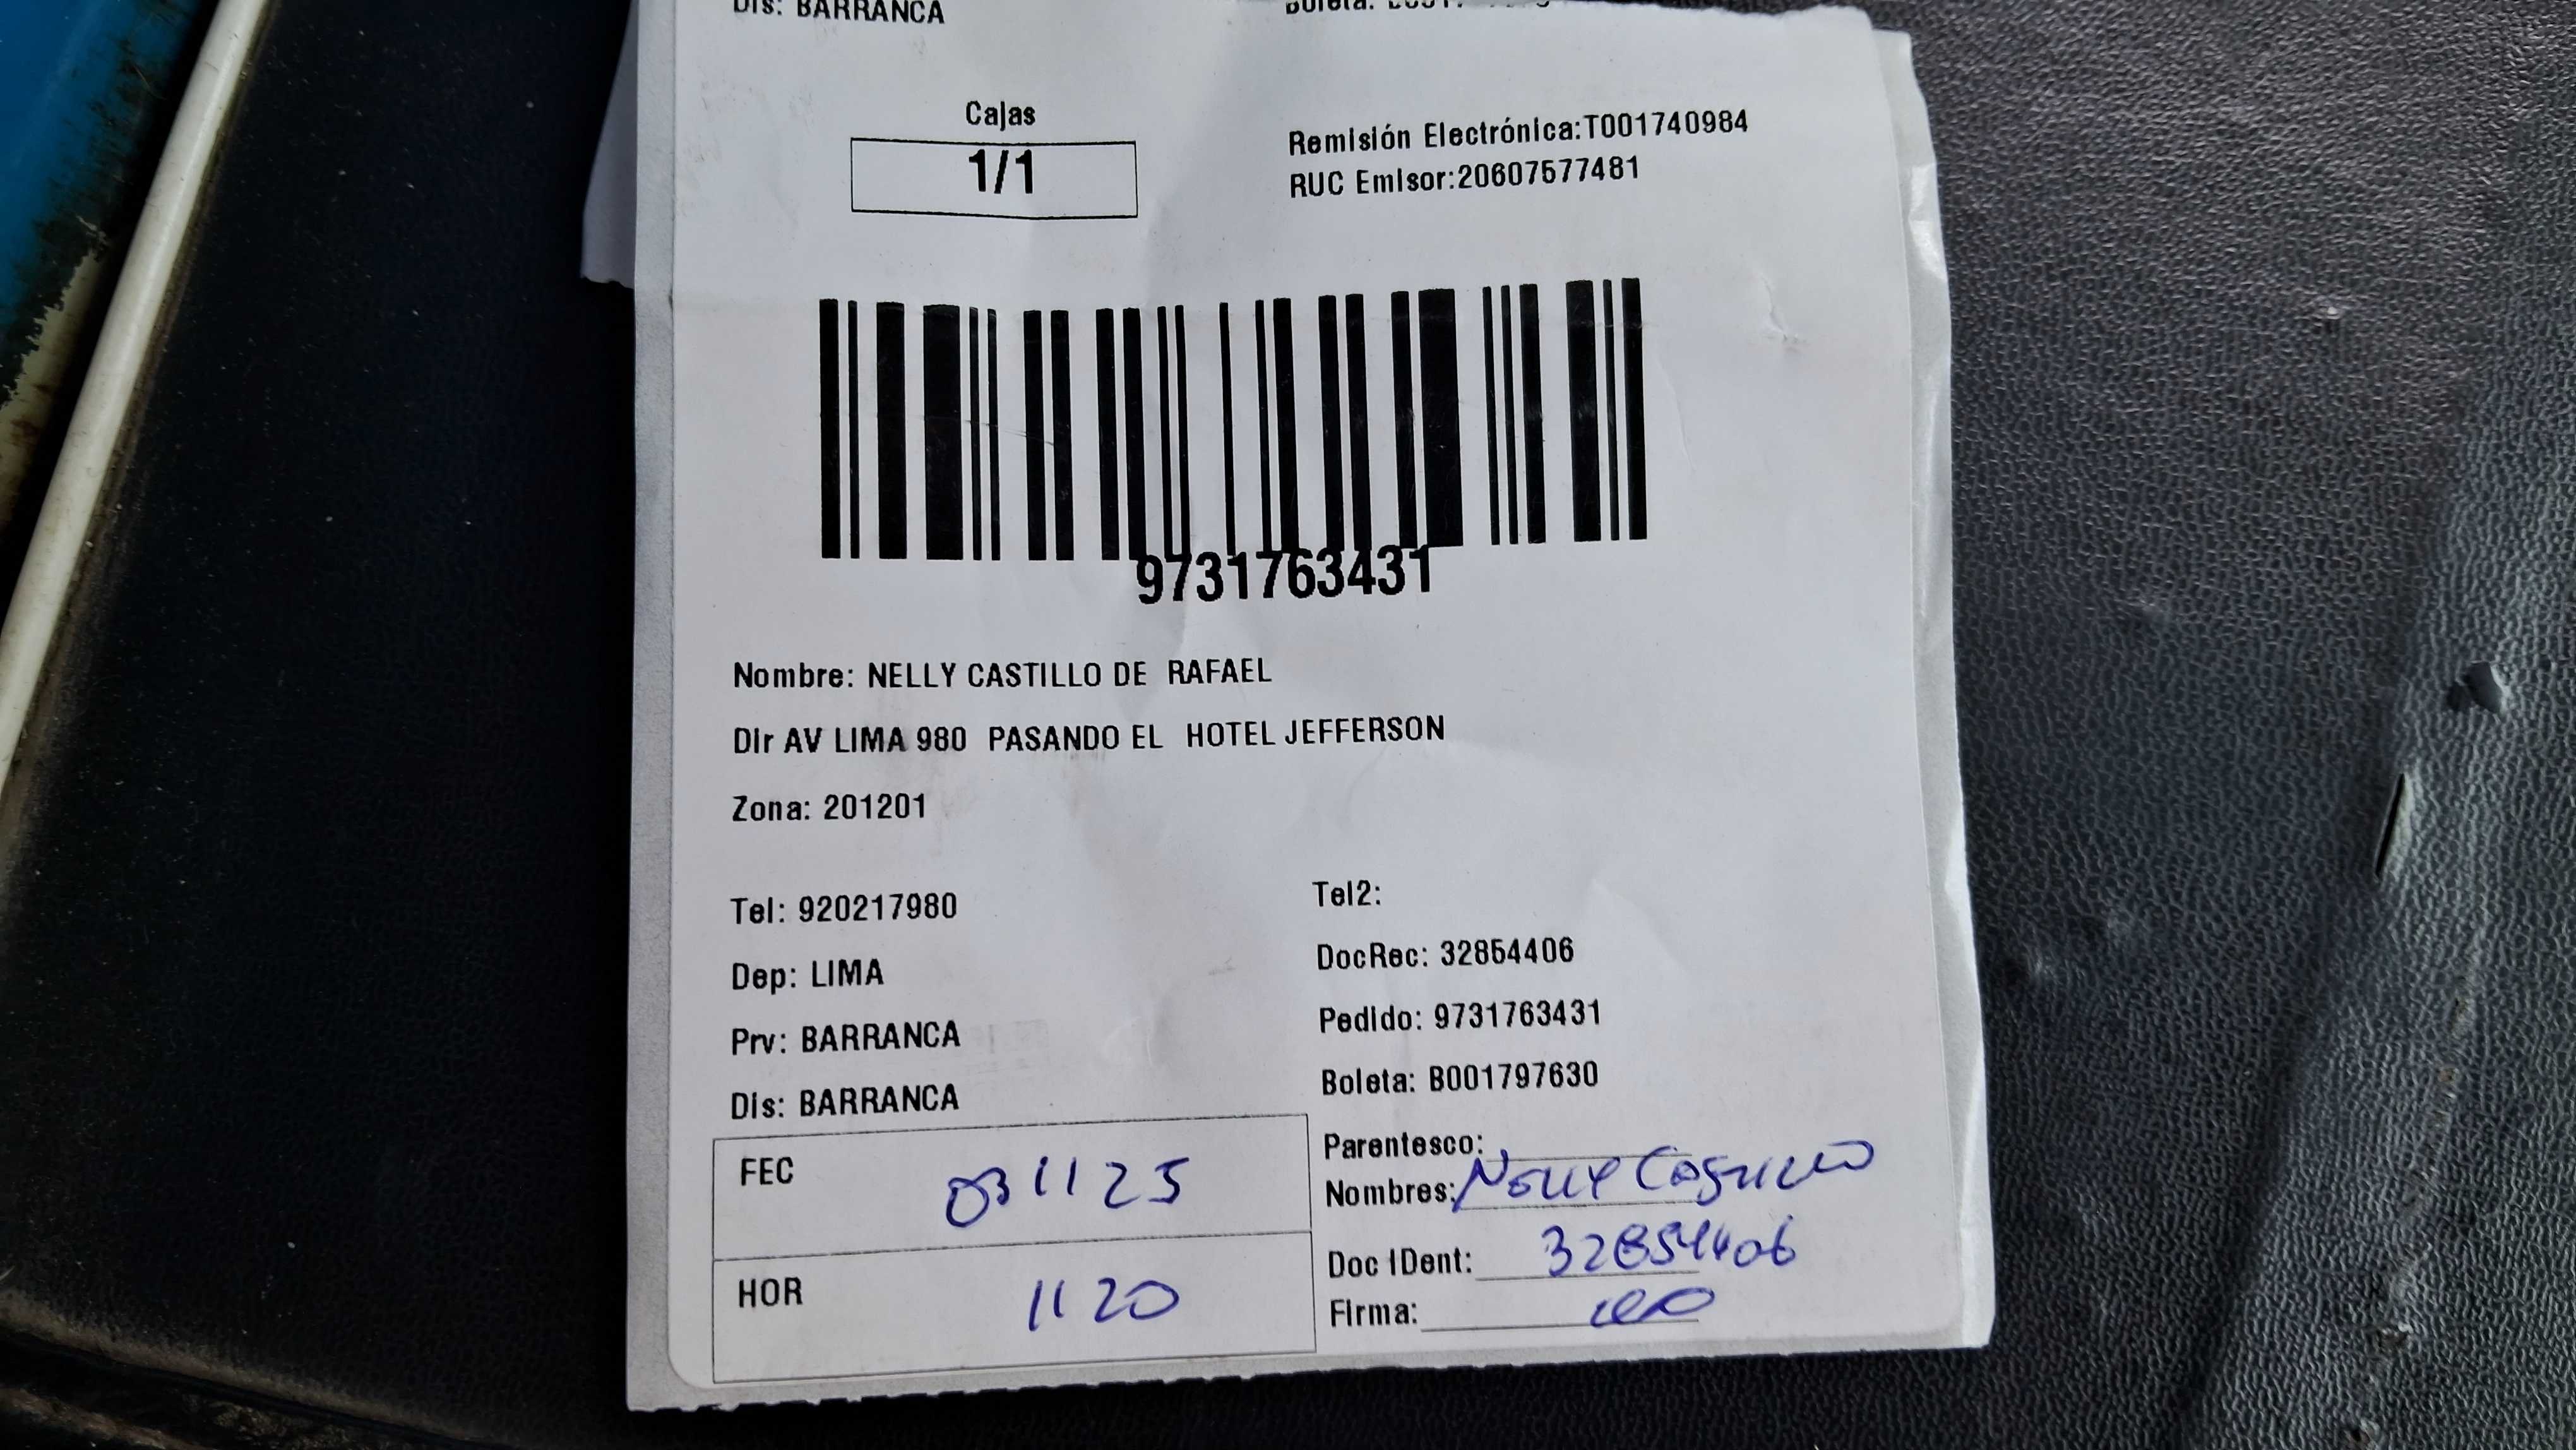 Dis: BARRANCA
Cajas
1/1
Remisión Electrónica:T001740984
RUC Emisor:20607577481
9731763431
Nombre: NELLY CASTILLO DE RAFAEL
Dir AV LIMA 980 PASANDO EL HOTEL JEFFERSON
Zona: 201201
Tel: 920217980
Tel2:
Dep: LIMA
DocRec: 32854406
Prv: BARRANCA
Pedido: 9731763431
Dis: BARRANCA
Boleta: B001797630
FEC 031125
Parentesco:
Nombres: Nelly Castillo
HOR 1120
Doc IDent: 32854406
Firma: